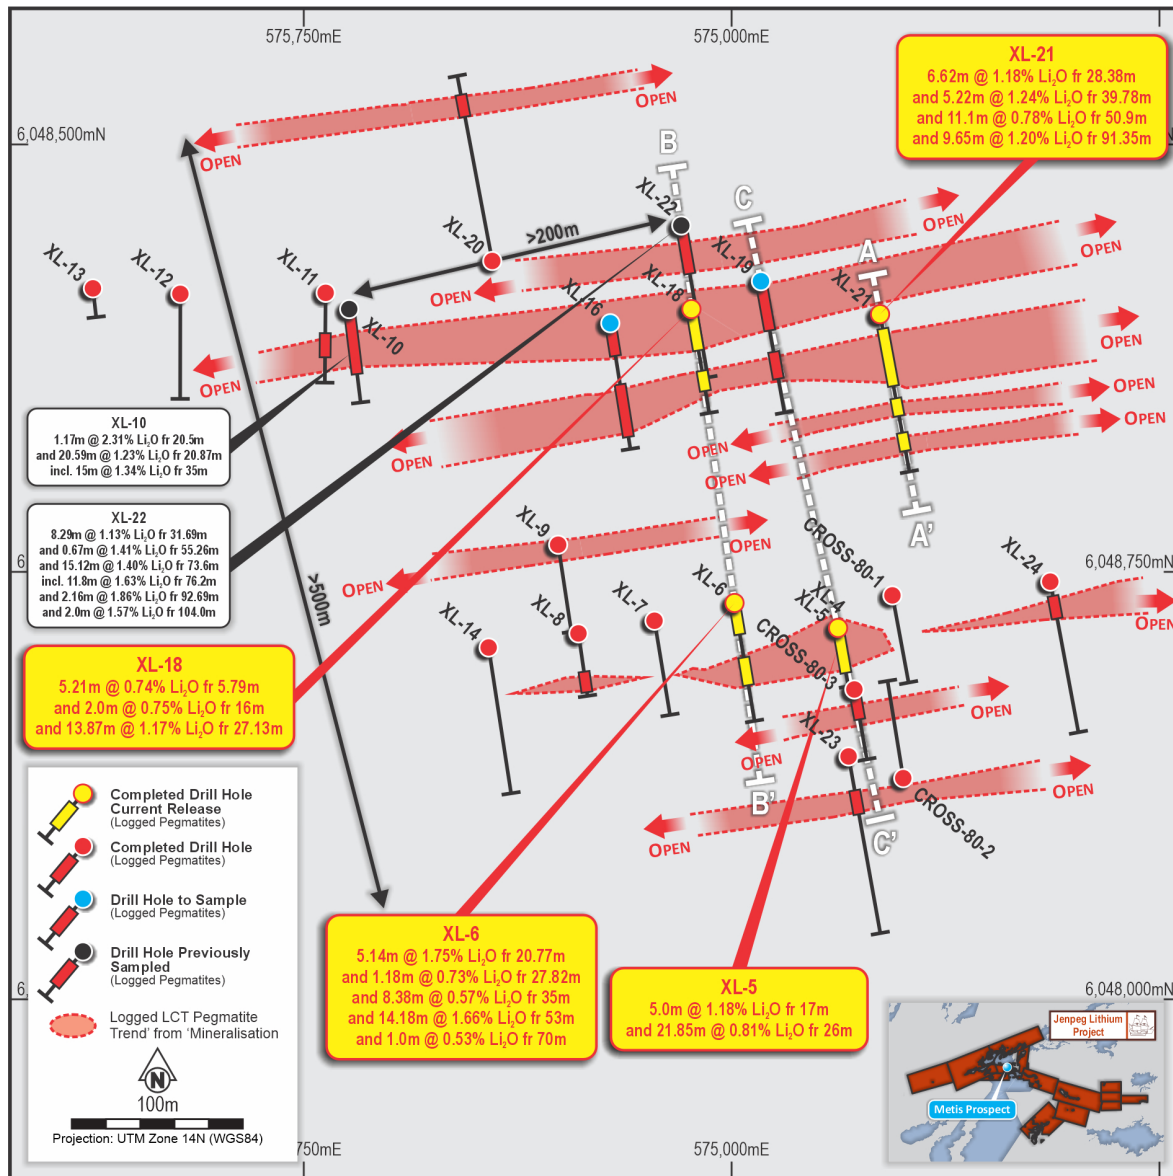 575,750mE
575,000mE
XL-21
6.62m @ 1.18% Li₂O fr 28.38m
and 5.22m @ 1.24% Li₂O fr 39.78m
and 11.1m @ 0.78% Li₂O fr 50.9m
and 9.65m @ 1.20% Li₂O fr 91.35m
6,048,500mN
OPEN
OPEN
B
C
A
XL-22
XL-20
>200m
OPEN
OPEN
OPEN
XL-13
XL-12
XL-11
XL-10
XL-16
XL-18
XL-19
XL-21
OPEN
OPEN
OPEN
OPEN
OPEN
OPEN
OPEN
OPEN
A'
XL-10
1.17m @ 2.31% Li₂O fr 20.5m
and 20.59m @ 1.23% Li₂O fr 20.87m
incl. 15m @ 1.34% Li₂O fr 35m
XL-22
8.29m @ 1.13% Li₂O fr 31.69m
and 0.67m @ 1.41% Li₂O fr 55.26m
and 15.12m @ 1.40% Li₂O fr 73.6m
incl. 11.8m @ 1.63% Li₂O fr 76.2m
and 2.16m @ 1.86% Li₂O fr 92.69m
and 2.0m @ 1.57% Li₂O fr 104.0m
6
6,048,750mN
>500m
OPEN
OPEN
XL-9
XL-14
XL-8
XL-7
XL-6
CROSS-80-1
XL-4
XL-5
CROSS-80-3
XL-24
OPEN
XL-18
5.21m @ 0.74% Li₂O fr 5.79m
and 2.0m @ 0.75% Li₂O fr 16m
and 13.87m @ 1.17% Li₂O fr 27.13m
OPEN
OPEN
XL-23
B'
C'
CROSS-80-2
OPEN
OPEN
Completed Drill Hole
Current Release
(Logged Pegmatites)
Completed Drill Hole
(Logged Pegmatites)
Drill Hole to Sample
(Logged Pegmatites)
Drill Hole Previously
Sampled
(Logged Pegmatites)
Logged LCT Pegmatite
Trend' from 'Mineralisation
N
100m
Projection: UTM Zone 14N (WGS84)
XL-6
5.14m @ 1.75% Li₂O fr 20.77m
and 1.18m @ 0.73% Li₂O fr 27.82m
and 8.38m @ 0.57% Li₂O fr 35m
and 14.18m @ 1.66% Li₂O fr 53m
and 1.0m @ 0.53% Li₂O fr 70m
XL-5
5.0m @ 1.18% Li₂O fr 17m
and 21.85m @ 0.81% Li₂O fr 26m
6,
6,048,000mN
Jenpeg Lithium
Project
Metis Prospect
750mE
575,000mE